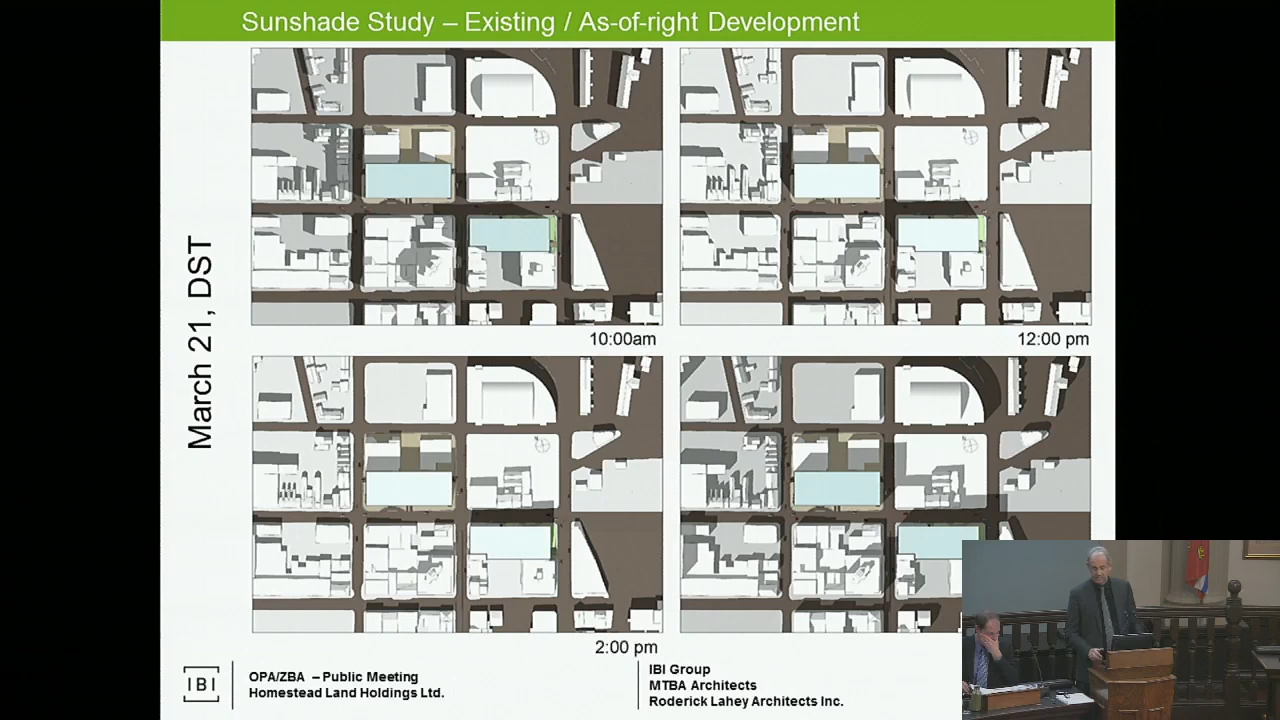 Sunshade Study – Existing / As-of-right Development
March 21, DST
10:00am
12:00 pm
2:00 pm
IBI
OPA/ZBA – Public Meeting
Homestead Land Holdings Ltd.
IBI Group
MTBA Architects
Roderick Lahey Architects Inc.